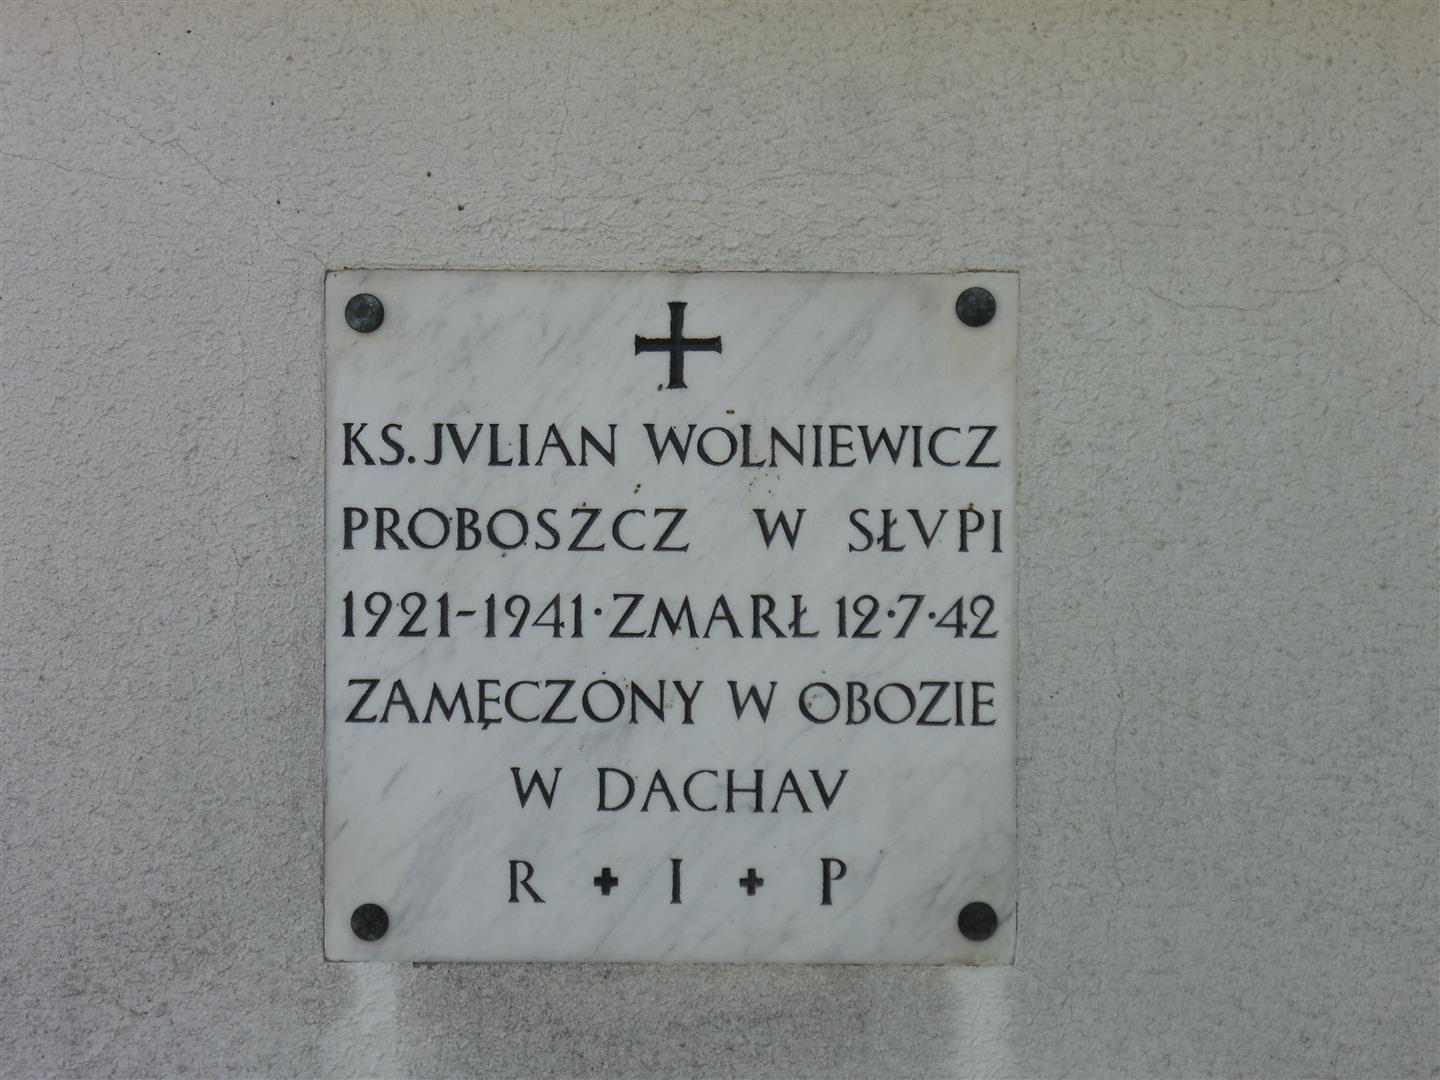 KS. JVLIAN WOLNIEWICZ
PROBOSZCZ W SŁVPI
1921-1941·ZMARŁ 12·7·42
ZAMĘCZONY W OBOZIE
W DACHAV
R + I + P